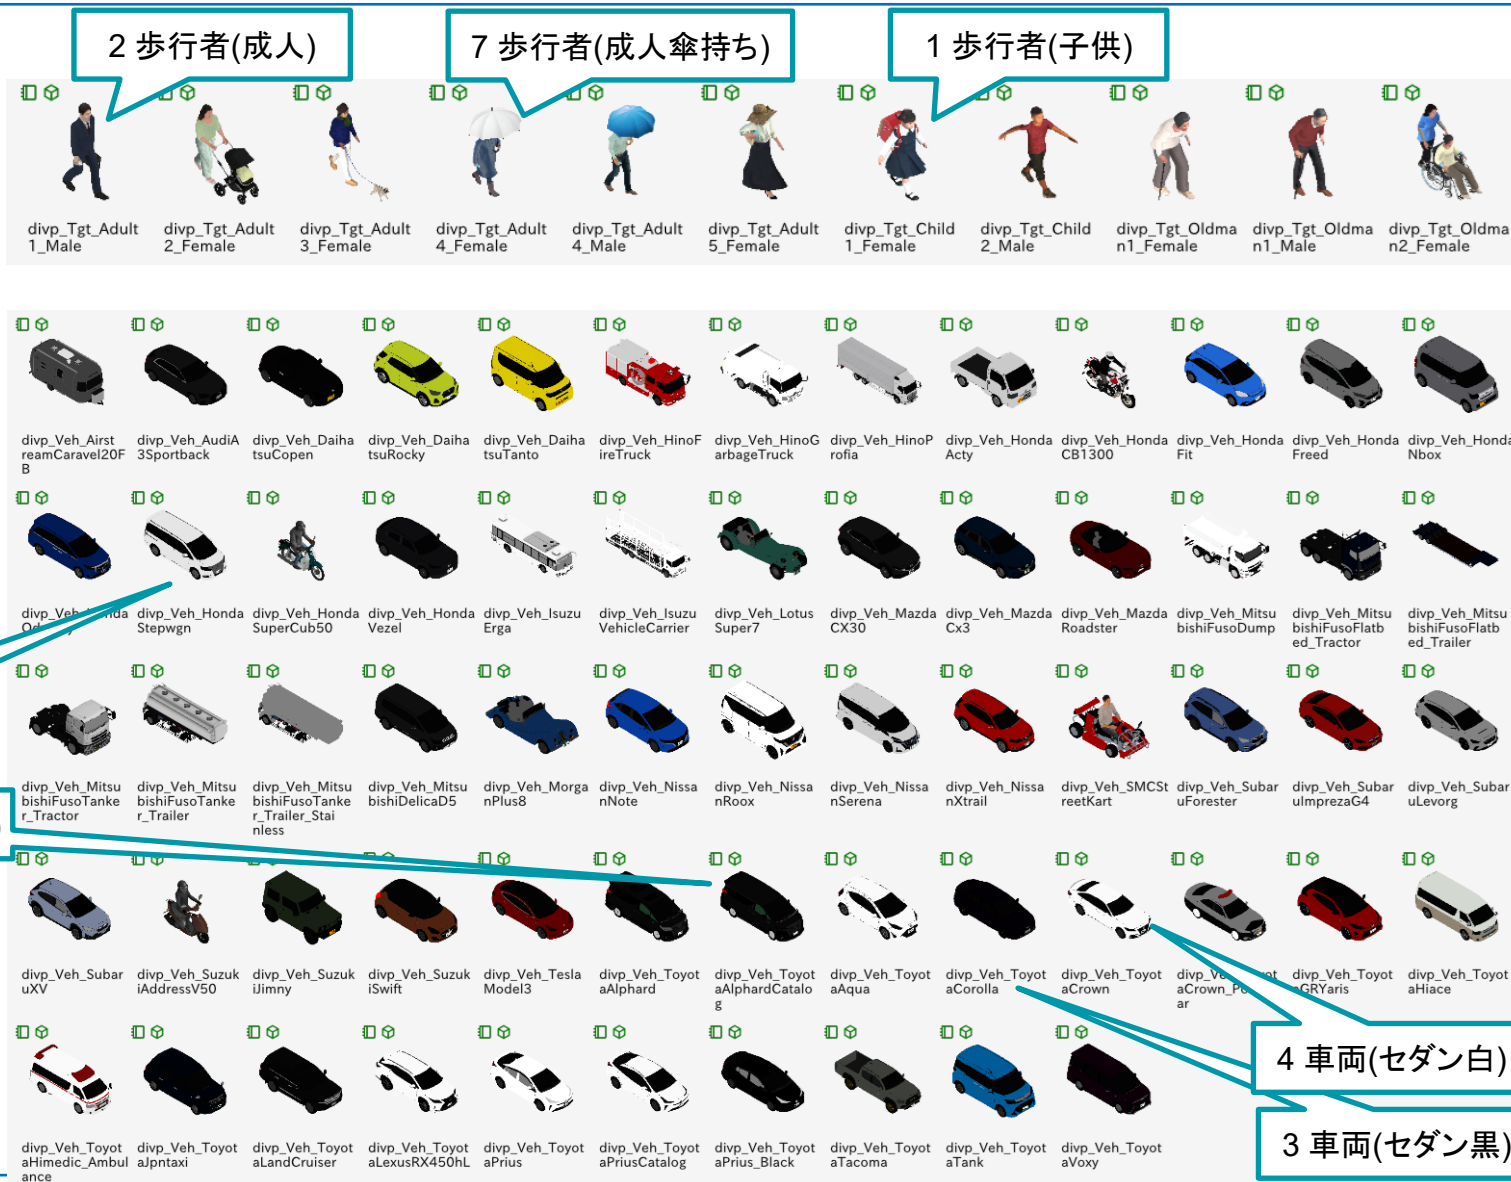 2 歩行者(成人)
7 歩行者(成人傘持ち)
1 歩行者(子供)
divp_Tgt_Adult
1_Male
divp_Tgt_Adult
2_Female
divp_Tgt_Adult
3_Female
divp_Tgt_Adult
4_Female
divp_Tgt_Adult
4_Male
divp_Tgt_Adult
5_Female
divp_Tgt_Child
1_Female
divp_Tgt_Child
2_Male
divp_Tgt_Oldma
n1_Female
divp_Tgt_Oldma
n1_Male
divp_Tgt_Oldma
n2_Female
divp_Veh_Airst
reamCaravel20F
B
divp_Veh_AudiA
3Sportback
divp_Veh_Daiha
tsuCopen
divp_Veh_Daiha
tsuRocky
divp_Veh_Daiha
tsuTanto
divp_Veh_HinoF
ireTruck
divp_Veh_HinoG
arbageTruck
divp_Veh_HinoP
rofia
divp_Veh_Honda
Acty
divp_Veh_Honda
CB1300
divp_Veh_Honda
Fit
divp_Veh_Honda
Freed
divp_Veh_Honda
Nbox
divp_Veh_Honda
Stepwgn
divp_Veh_Honda
SuperCub50
divp_Veh_Honda
Vezel
divp_Veh_Isuzu
Erga
divp_Veh_Isuzu
VehicleCarrier
divp_Veh_Lotus
Super7
divp_Veh_Mazda
CX30
divp_Veh_Mazda
Cx3
divp_Veh_Mazda
Roadster
divp_Veh_Mitsu
bishiFusoDump
divp_Veh_Mitsu
bishiFusoFlatb
ed_Tractor
divp_Veh_Mitsu
bishiFusoFlatb
ed_Trailer
divp_Veh_Mitsu
bishiFusoTanke
r_Tractor
divp_Veh_Mitsu
bishiFusoTanke
r_Trailer
divp_Veh_Mitsu
bishiFusoTanke
r_Trailer_Stai
nless
divp_Veh_Mitsu
bishiDelicaD5
divp_Veh_Morga
nPlus8
divp_Veh_Nissa
nNote
divp_Veh_Nissa
nRoox
divp_Veh_Nissa
nSerena
divp_Veh_Nissa
nXtrail
divp_Veh_SMCSt
reetKart
divp_Veh_Subar
uForester
divp_Veh_Subar
uImprezaG4
divp_Veh_Subar
uLevorg
divp_Veh_Subar
uXV
divp_Veh_Suzuk
iAddressV50
divp_Veh_Suzuk
iJimny
divp_Veh_Suzuk
iSwift
divp_Veh_Tesla
Model3
divp_Veh_Toyot
aAlphard
divp_Veh_Toyot
aAlphardCatalo
g
divp_Veh_Toyot
aAqua
divp_Veh_Toyot
aCorolla
divp_Veh_Toyot
aCrown
divp_Veh_Toyot
aGRYaris
divp_Veh_Toyot
aHiace
4 車両(セダン白)
3 車両(セダン黒)
divp_Veh_Toyot
aHimedic_Ambul
ance
divp_Veh_Toyot
aJpntaxi
divp_Veh_Toyot
aLandCruiser
divp_Veh_Toyot
aLexusRX450hL
divp_Veh_Toyot
aPrius
divp_Veh_Toyot
aPriusCatalog
divp_Veh_Toyot
aPrius_Black
divp_Veh_Toyot
aTacoma
divp_Veh_Toyot
aTank
divp_Veh_Toyot
aVoxy